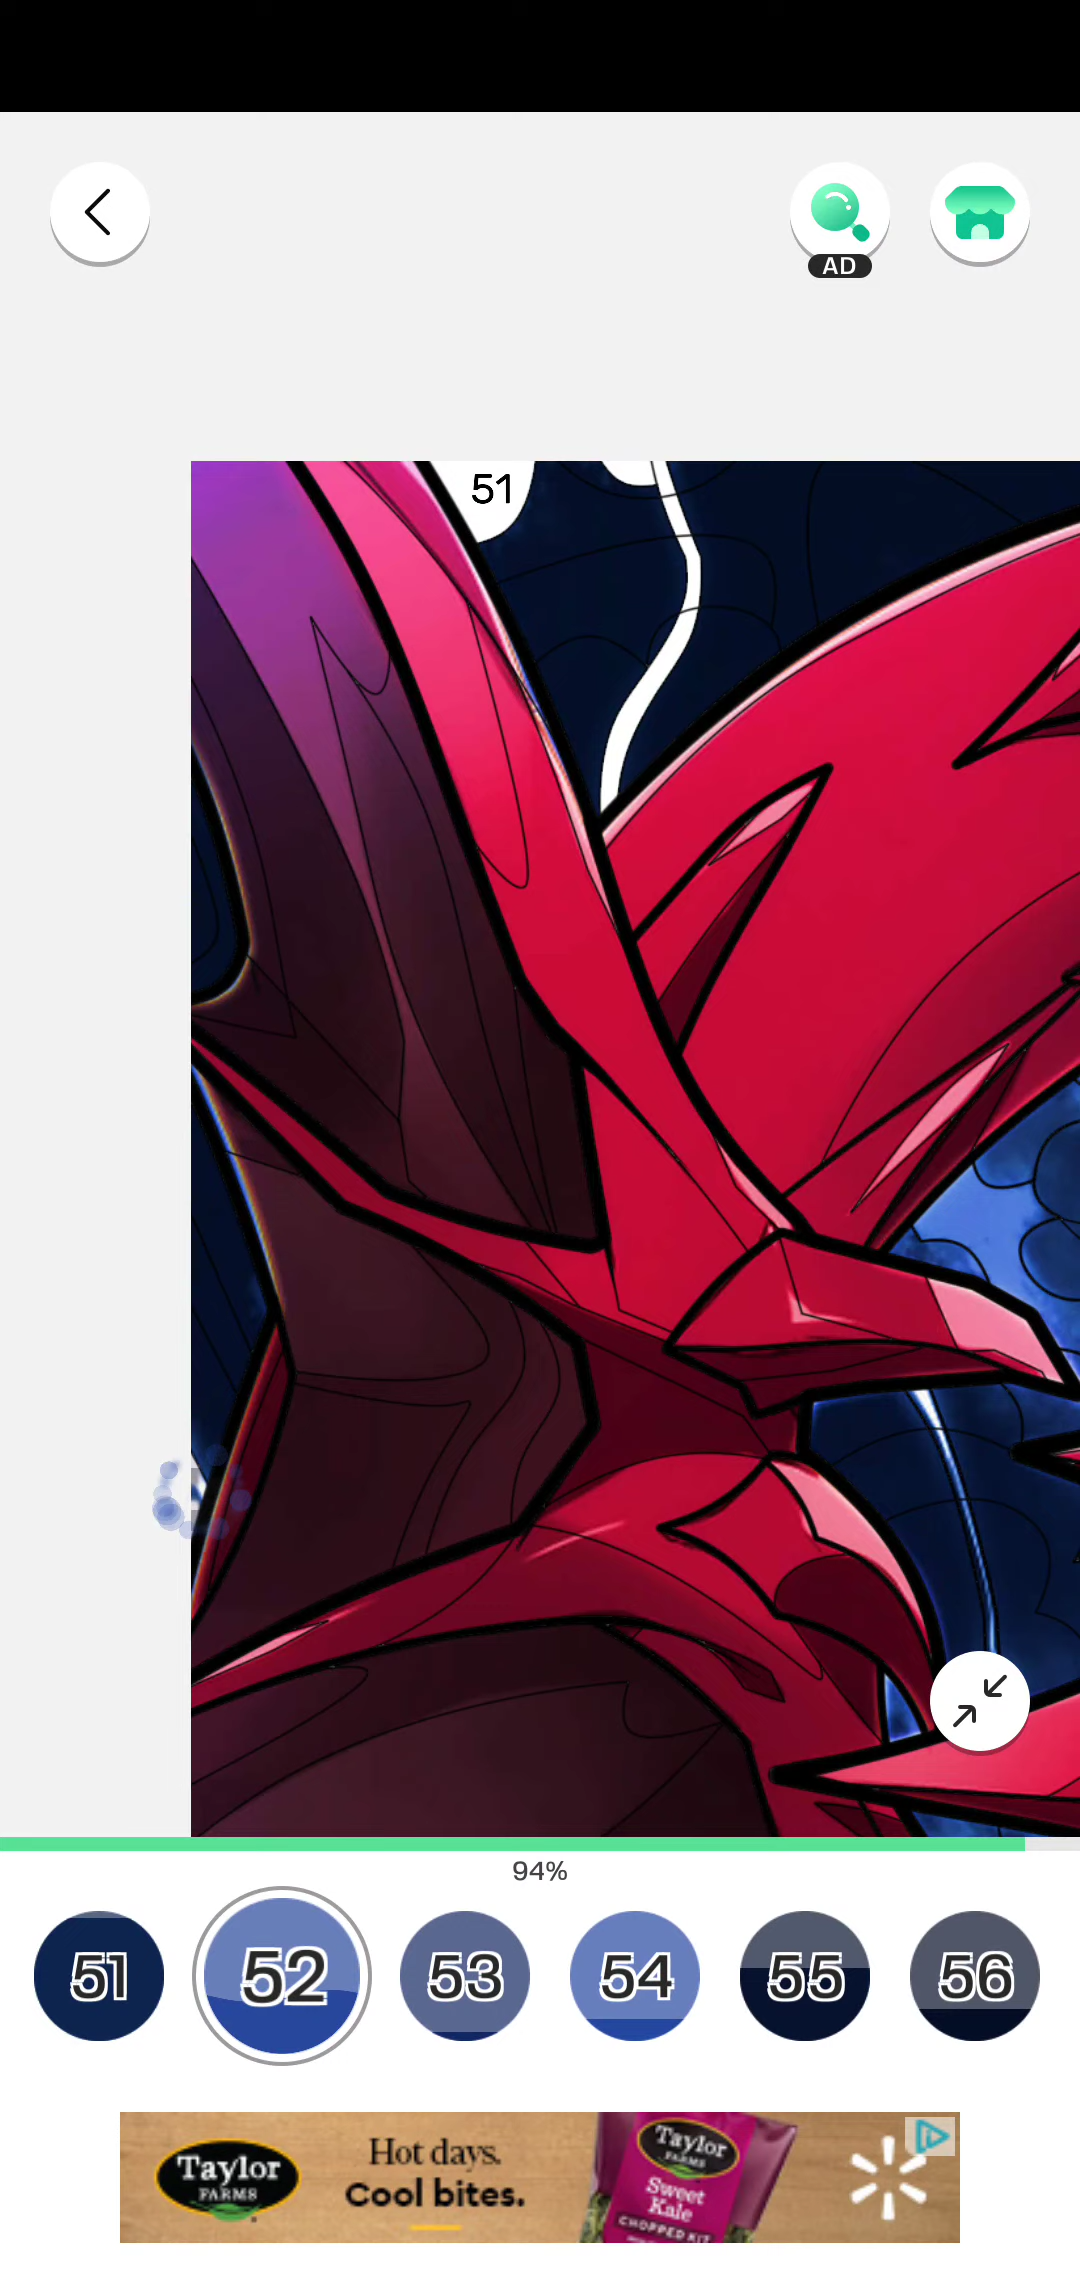 AD
51
94%
51 52 53 54 55 56
Taylor
FARMS
Hot days.
Cool bites.
Taylor
FARMS
Sweet
Kale
CHOPPED KIT